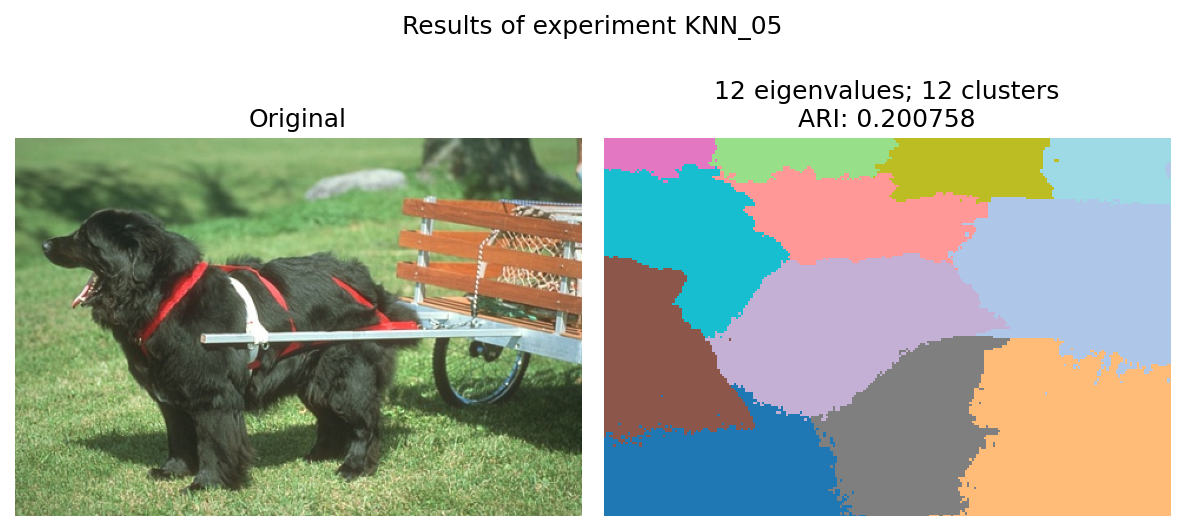 Results of experiment KNN_05
Original
12 eigenvalues; 12 clusters
ARI: 0.200758